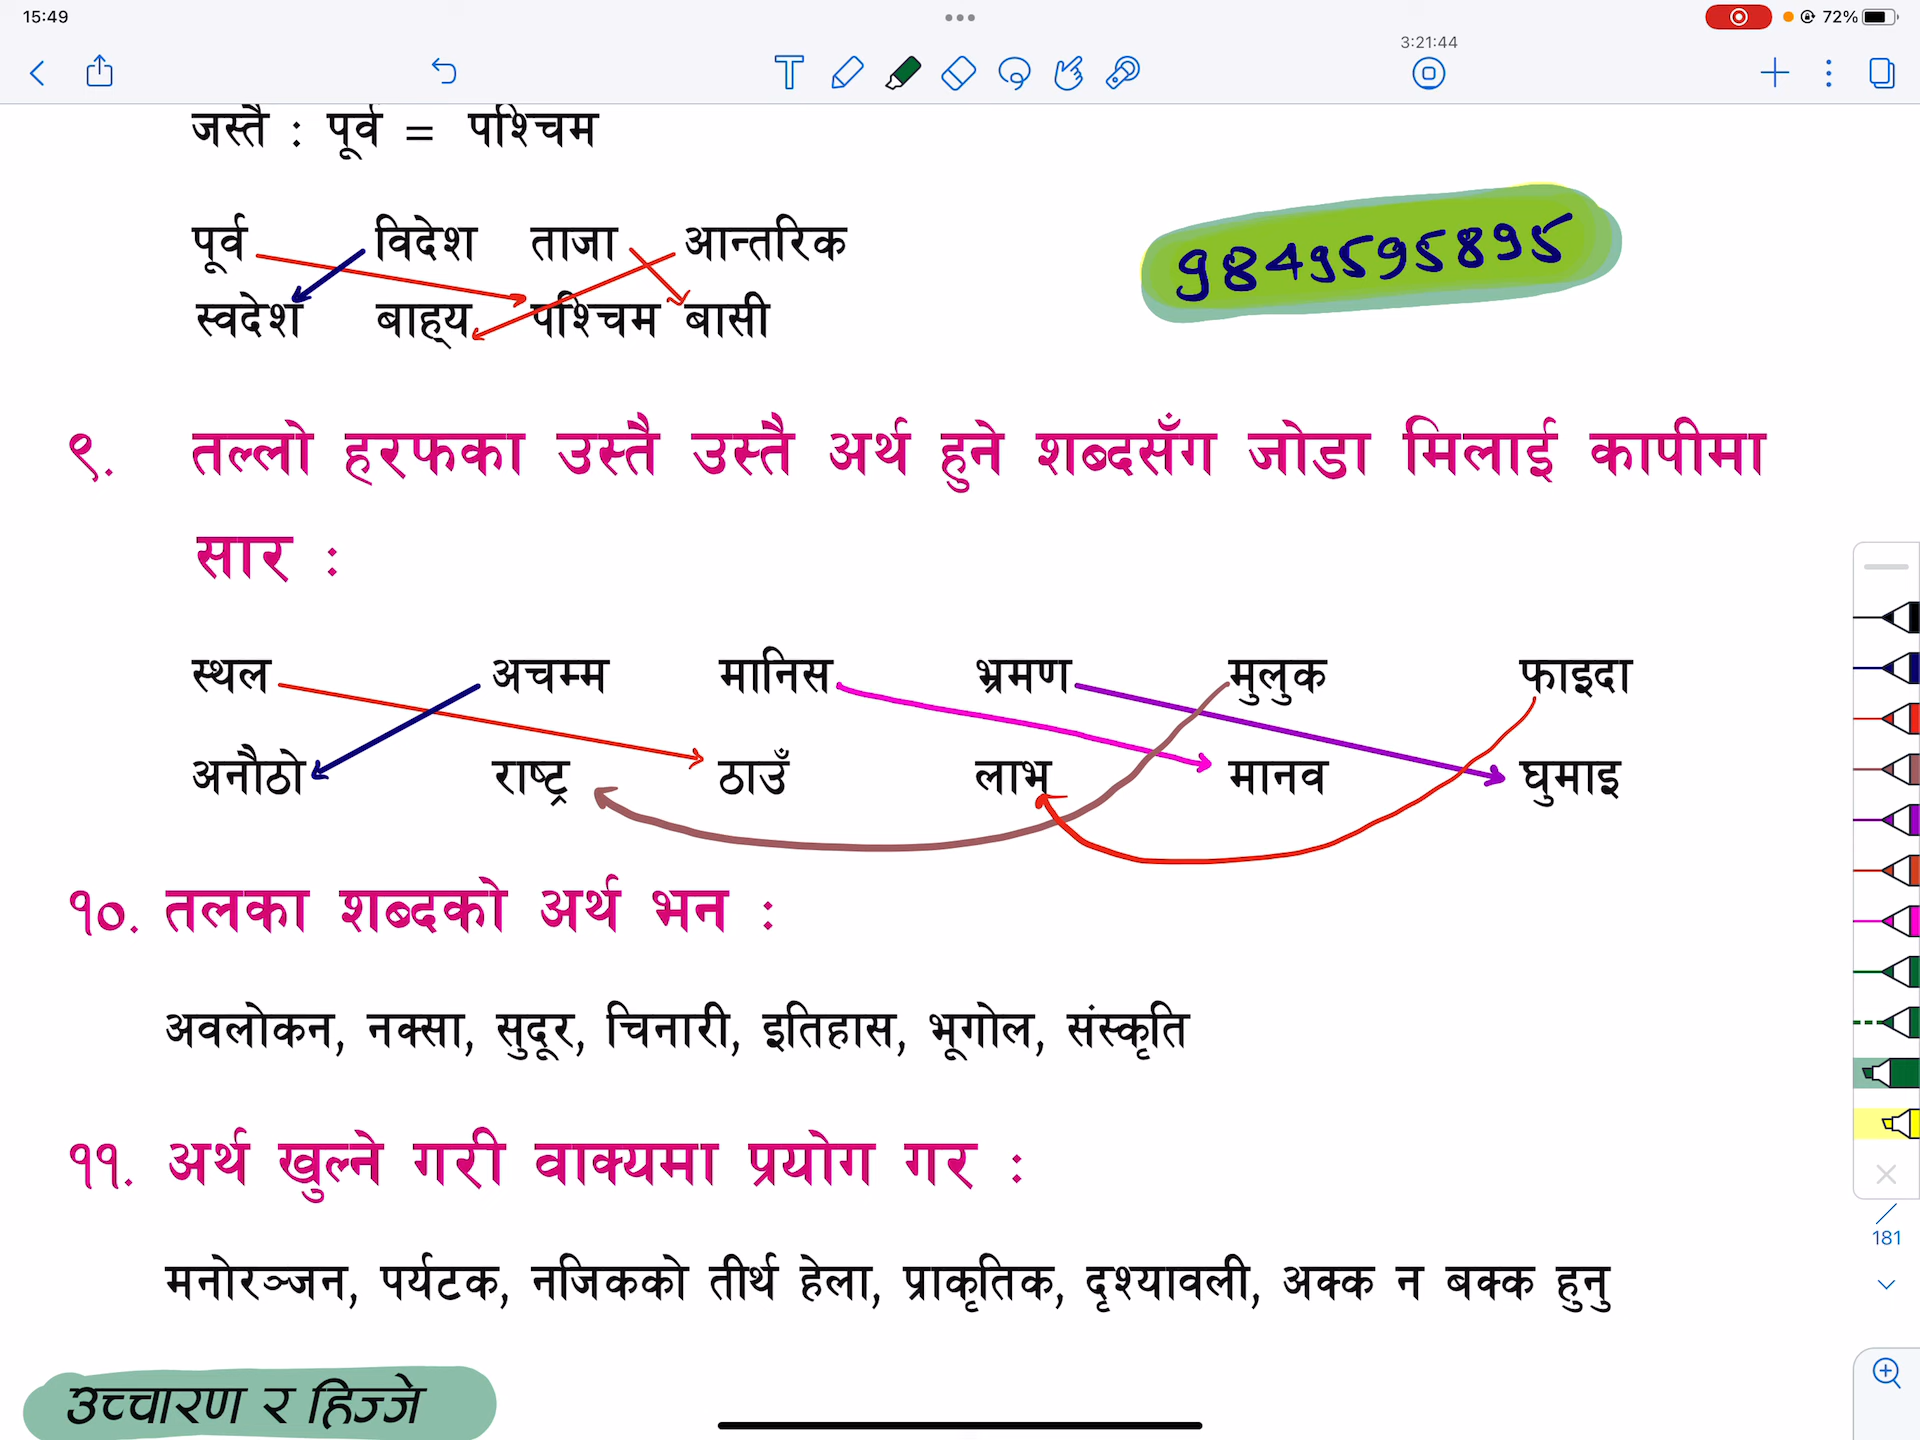 15:49
72%
3:21:44
जस्तै : पूर्व = पश्चिम
पूर्व विदेश ताजा आन्तरिक
स्वदेश बाह्य पश्चिम बासी
9849595895
९. तल्लो हरफका उस्तै उस्तै अर्थ हुने शब्दसँग जोडा मिलाई कापीमा
सार :
स्थल अचम्म मानिस भ्रमण मुलुक फाइदा
अनौठो राष्ट्र ठाउँ लाभ मानव घुमाइ
१०. तलका शब्दको अर्थ भन :
अवलोकन, नक्सा, सुदूर, चिनारी, इतिहास, भूगोल, संस्कृति
११. अर्थ खुल्ने गरी वाक्यमा प्रयोग गर :
181
मनोरञ्जन, पर्यटक, नजिकको तीर्थ हेला, प्राकृतिक, दृश्यावली, अक्क न बक्क हुनु
उच्चारण र हिज्जे